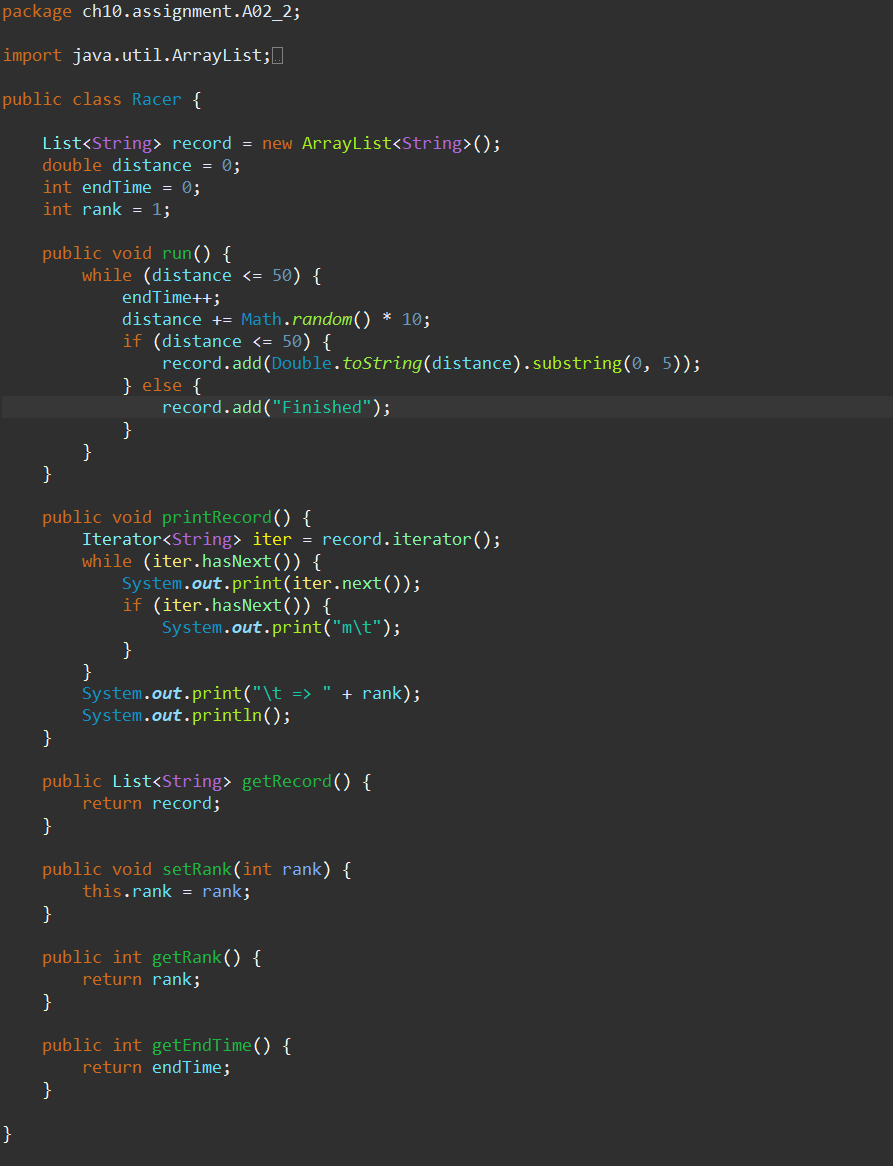 package ch10.assignment.A02_2;
import java.util.ArrayList;
public class Racer {
List<String> record = new ArrayList<String>();
double distance = 0;
int endTime = 0;
int rank = 1;
public void run() {
while (distance <= 50) {
endTime++;
distance += Math.random() * 10;
if (distance <= 50) {
record.add(Double.toString(distance).substring(0, 5));
} else {
record.add("Finished");
}
}
}
public void printRecord() {
Iterator<String> iter = record.iterator();
while (iter.hasNext()) {
System.out.print(iter.next());
if (iter.hasNext()) {
System.out.print("m\t");
}
}
System.out.print("\t => " + rank);
System.out.println();
}
public List<String> getRecord() {
return record;
}
public void setRank(int rank) {
this.rank = rank;
}
public int getRank() {
return rank;
}
public int getEndTime() {
return endTime;
}
}